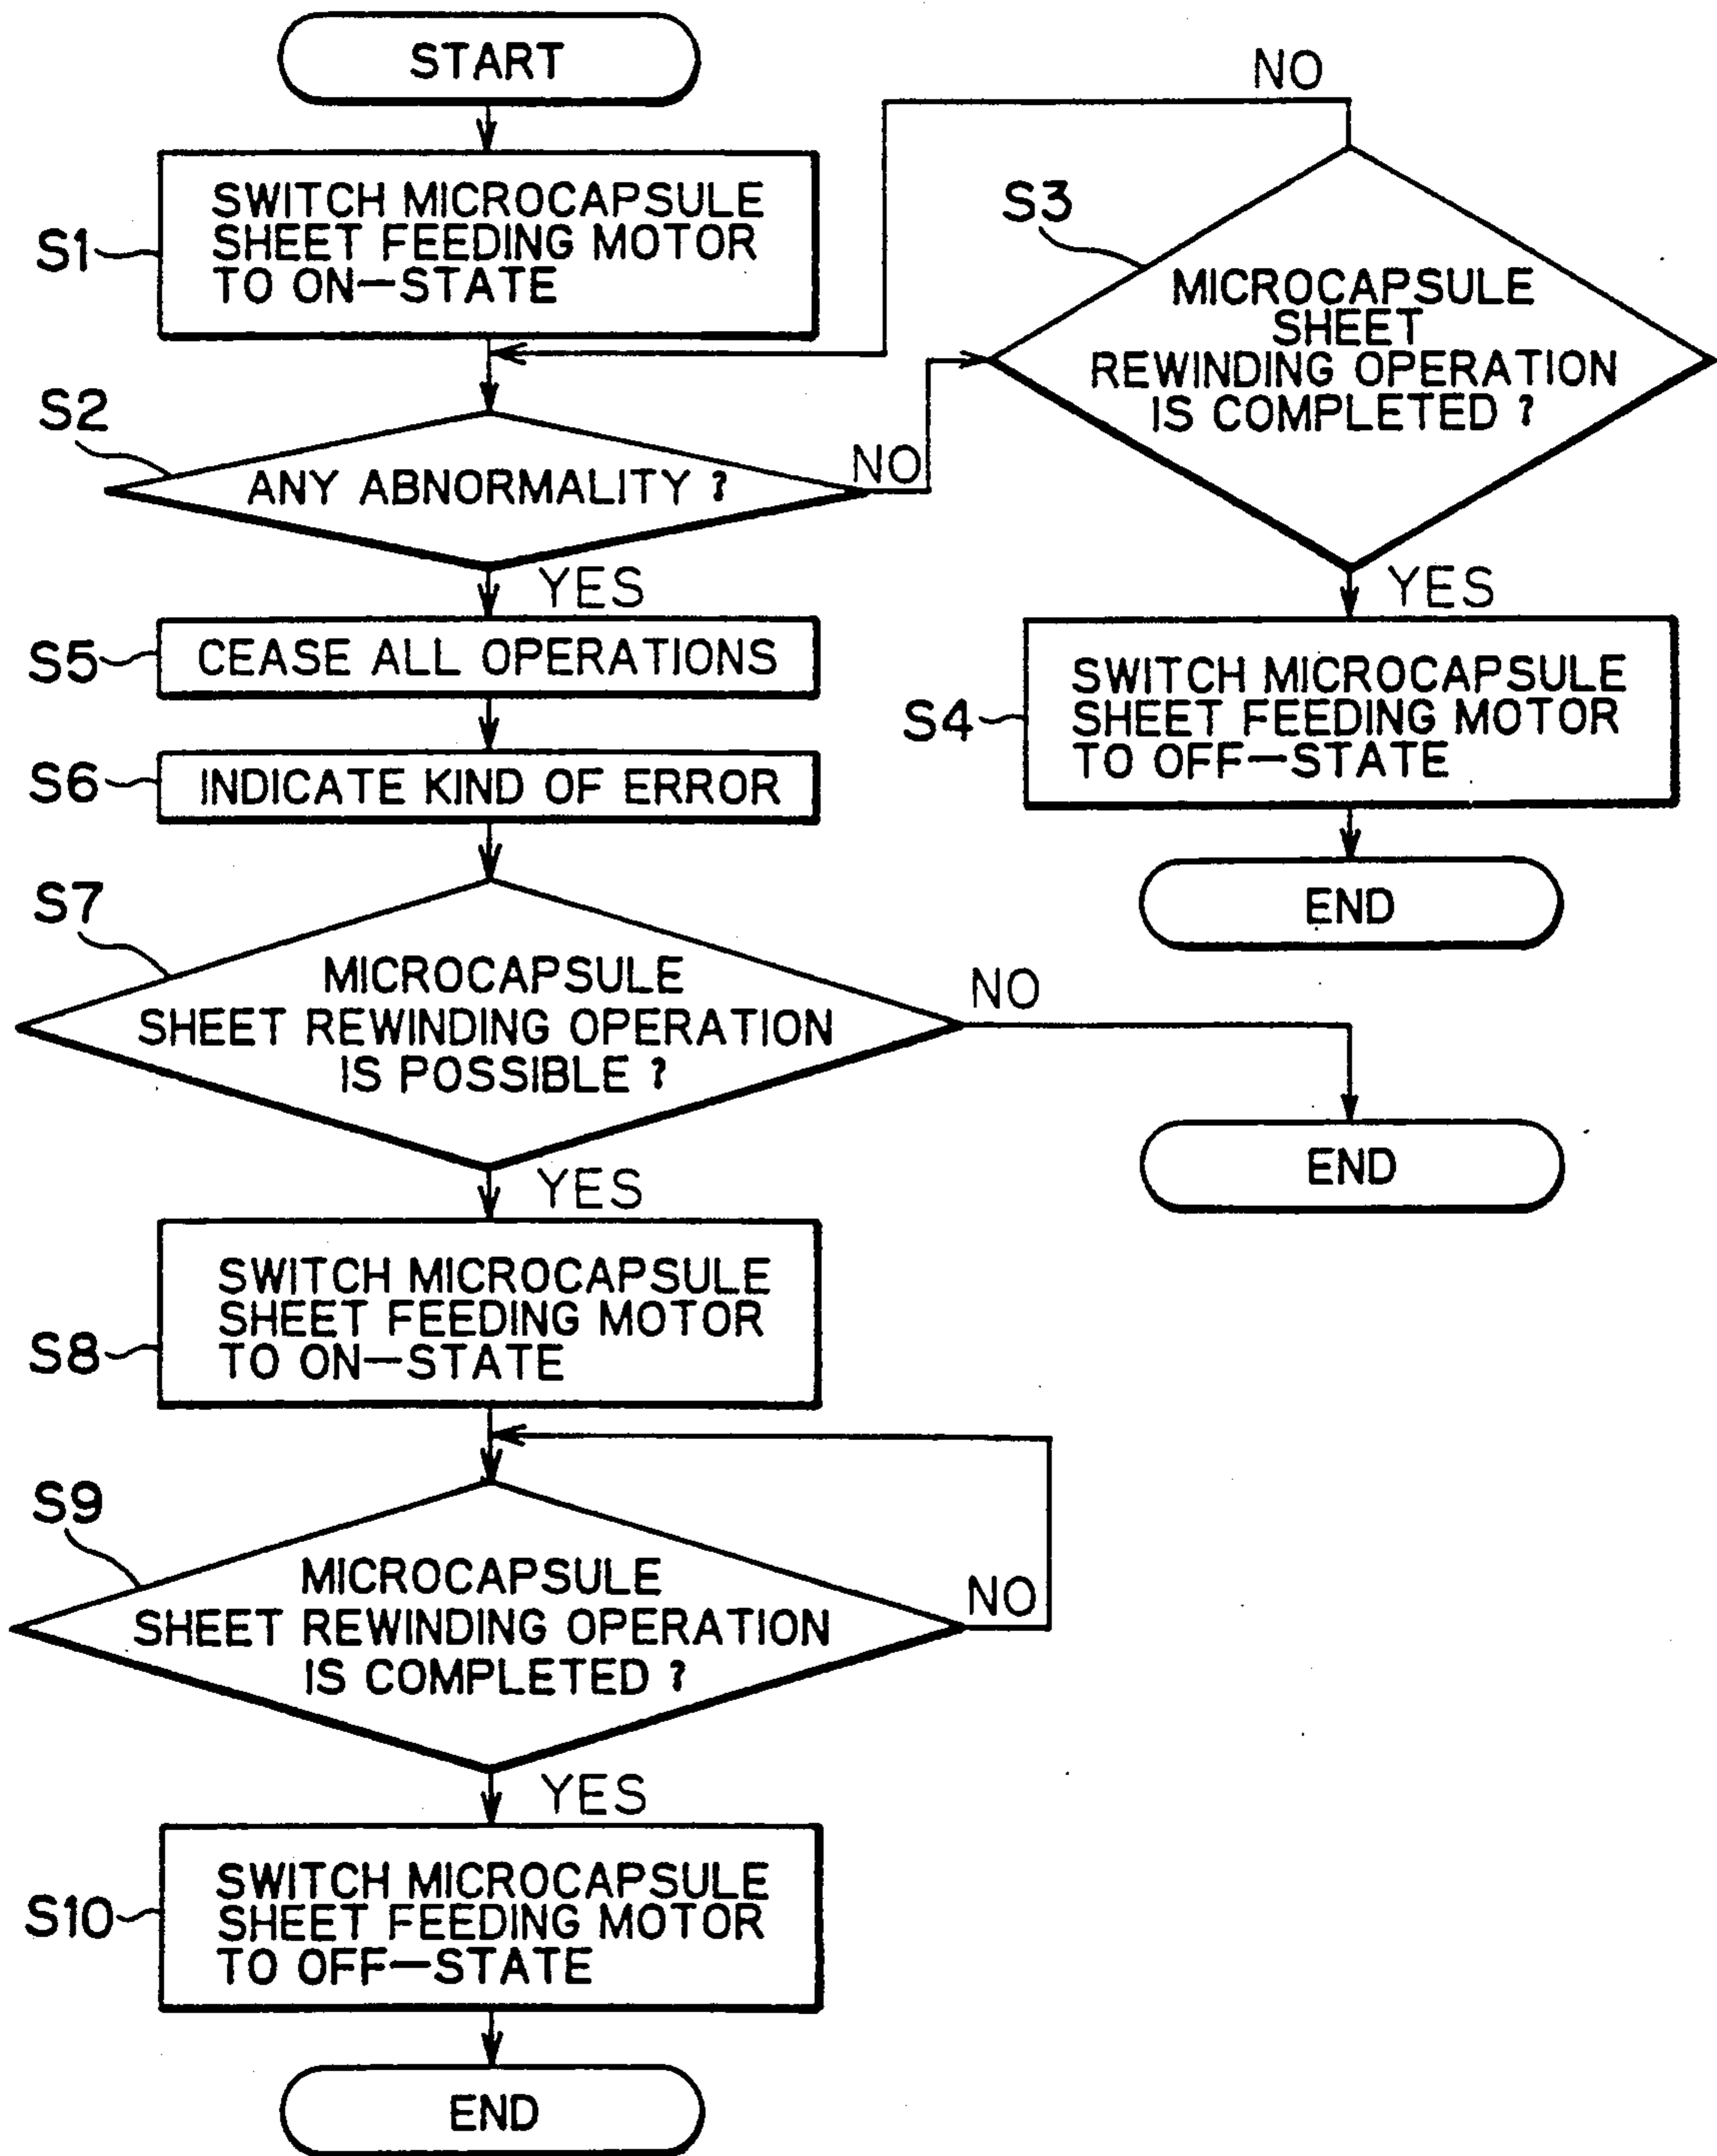 START
S1
SWITCH MICROCAPSULE
SHEET FEEDING MOTOR
TO ON—STATE
S2
ANY ABNORMALITY ?
NO
YES
NO
S3
MICROCAPSULE
SHEET
REWINDING OPERATION
IS COMPLETED ?
YES
S4
SWITCH MICROCAPSULE
SHEET FEEDING MOTOR
TO OFF—STATE
END
S5
CEASE ALL OPERATIONS
S6
INDICATE KIND OF ERROR
S7
MICROCAPSULE
SHEET REWINDING OPERATION
IS POSSIBLE ?
NO
END
YES
S8
SWITCH MICROCAPSULE
SHEET FEEDING MOTOR
TO ON—STATE
S9
MICROCAPSULE
SHEET REWINDING OPERATION
IS COMPLETED ?
NO
YES
S10
SWITCH MICROCAPSULE
SHEET FEEDING MOTOR
TO OFF—STATE
END